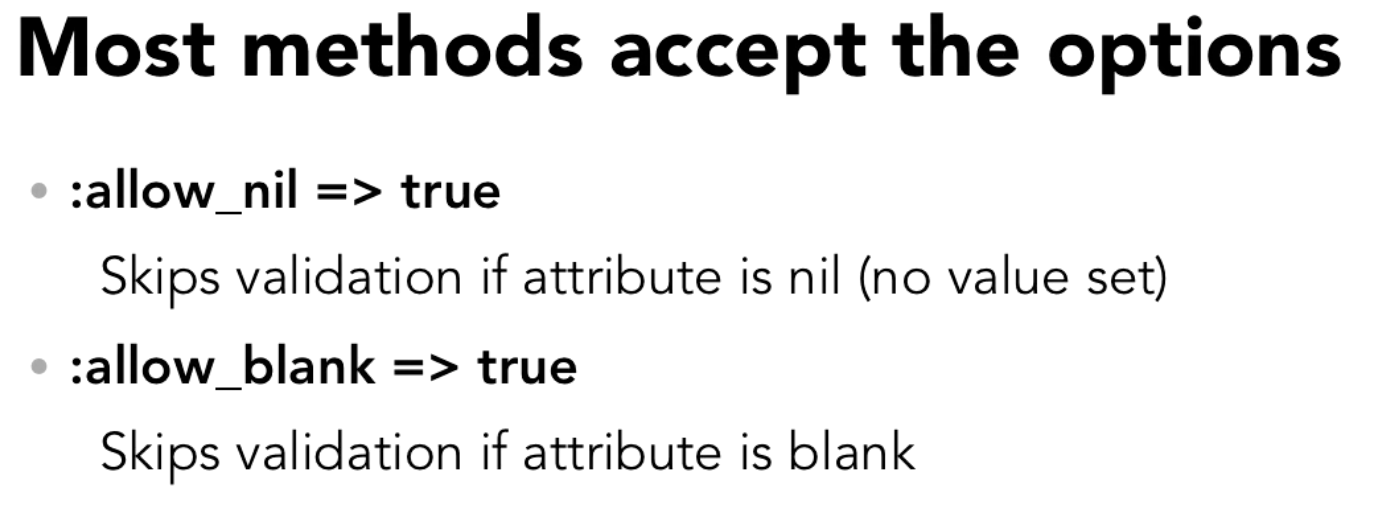 Most methods accept the options
• :allow_nil => true
Skips validation if attribute is nil (no value set)
• :allow_blank => true
Skips validation if attribute is blank